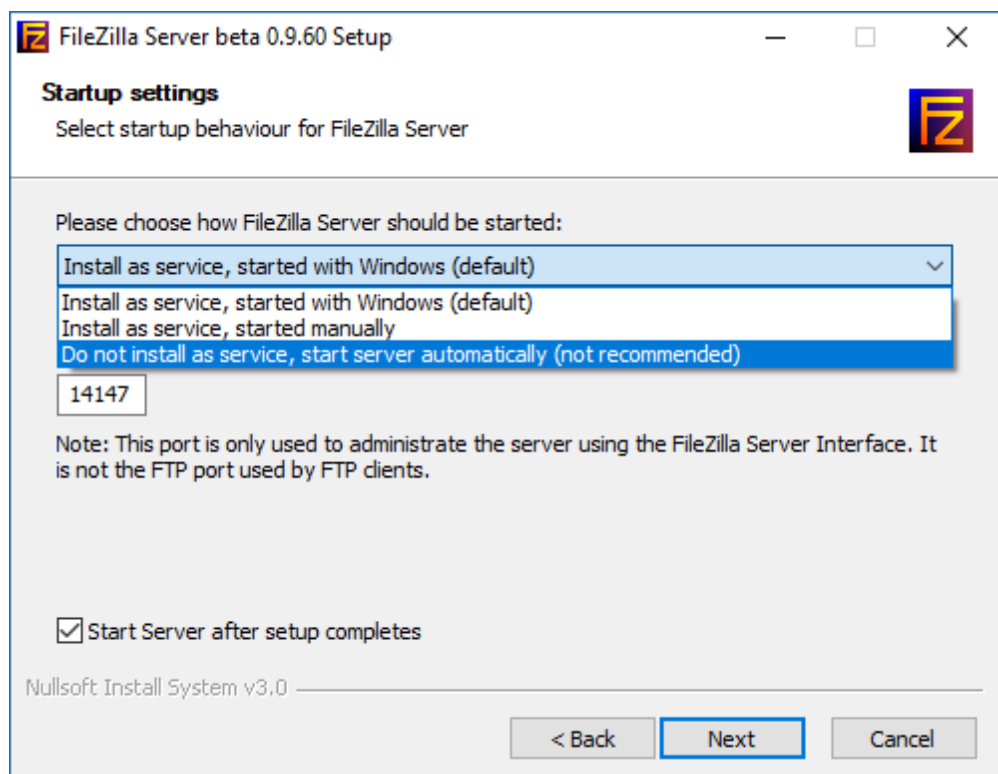 FileZilla Server beta 0.9.60 Setup
Startup settings
Select startup behaviour for FileZilla Server
Please choose how FileZilla Server should be started:
Install as service, started with Windows (default)
Install as service, started with Windows (default)
Install as service, started manually
Do not install as service, start server automatically (not recommended)
14147
Note: This port is only used to administrate the server using the FileZilla Server Interface. It
is not the FTP port used by FTP clients.
Start Server after setup completes
Nullsoft Install System v3.0
< Back
Next
Cancel